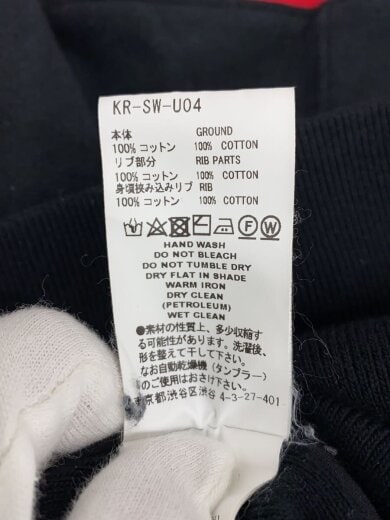 KR-SW-U04
本体 GROUND
100% コットン 100% COTTON
リブ部分 RIB PARTS
100% コットン 100% COTTON
身頃挟み込みリブ RIB
100% コットン 100% COTTON
HAND WASH
DO NOT BLEACH
DO NOT TUMBLE DRY
DRY FLAT IN SHADE
WARM IRON
DRY CLEAN
(PETROLEUM)
WET CLEAN
●素材の性質上、多少収縮す
る可能性があります。洗濯後、
形を整えて干して下さい。
なお自動乾燥機(タンブラー)
のご使用はおさけ下さい。
東京都渋谷区渋谷 4-3-27-401